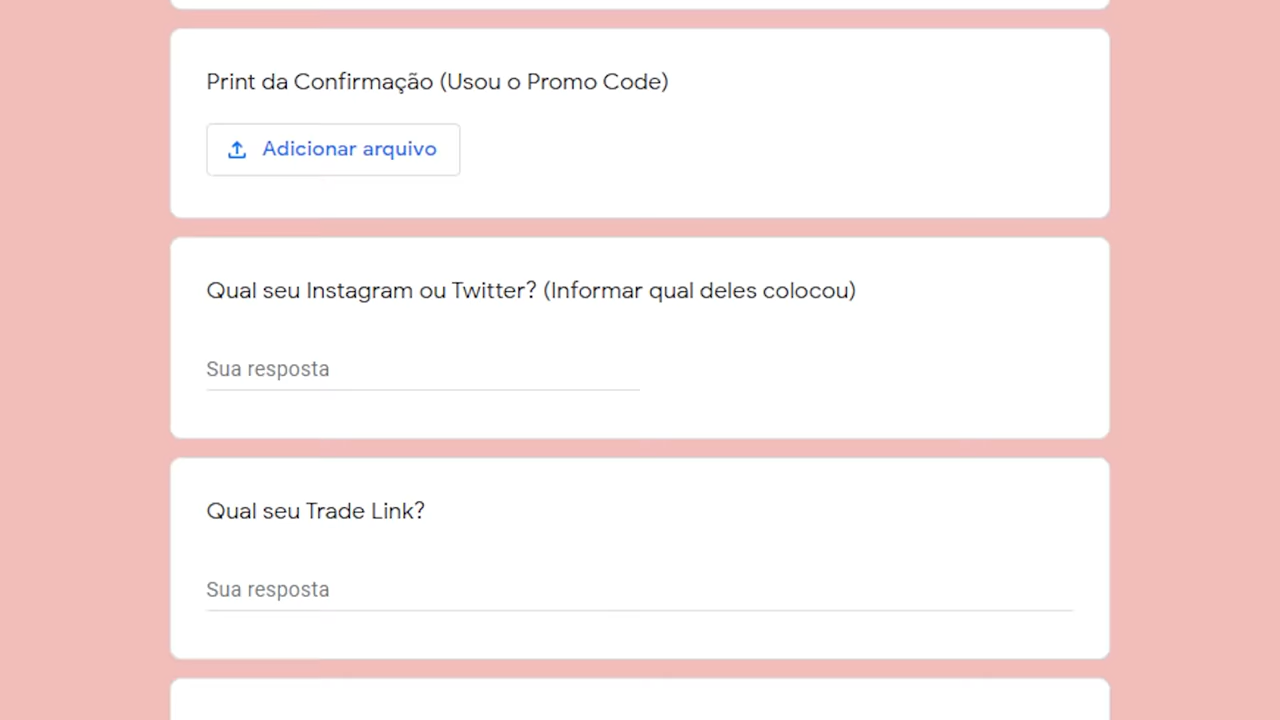 Print da Confirmação (Usou o Promo Code)
Adicionar arquivo
Qual seu Instagram ou Twitter? (Informar qual deles colocou)
Sua resposta
Qual seu Trade Link?
Sua resposta